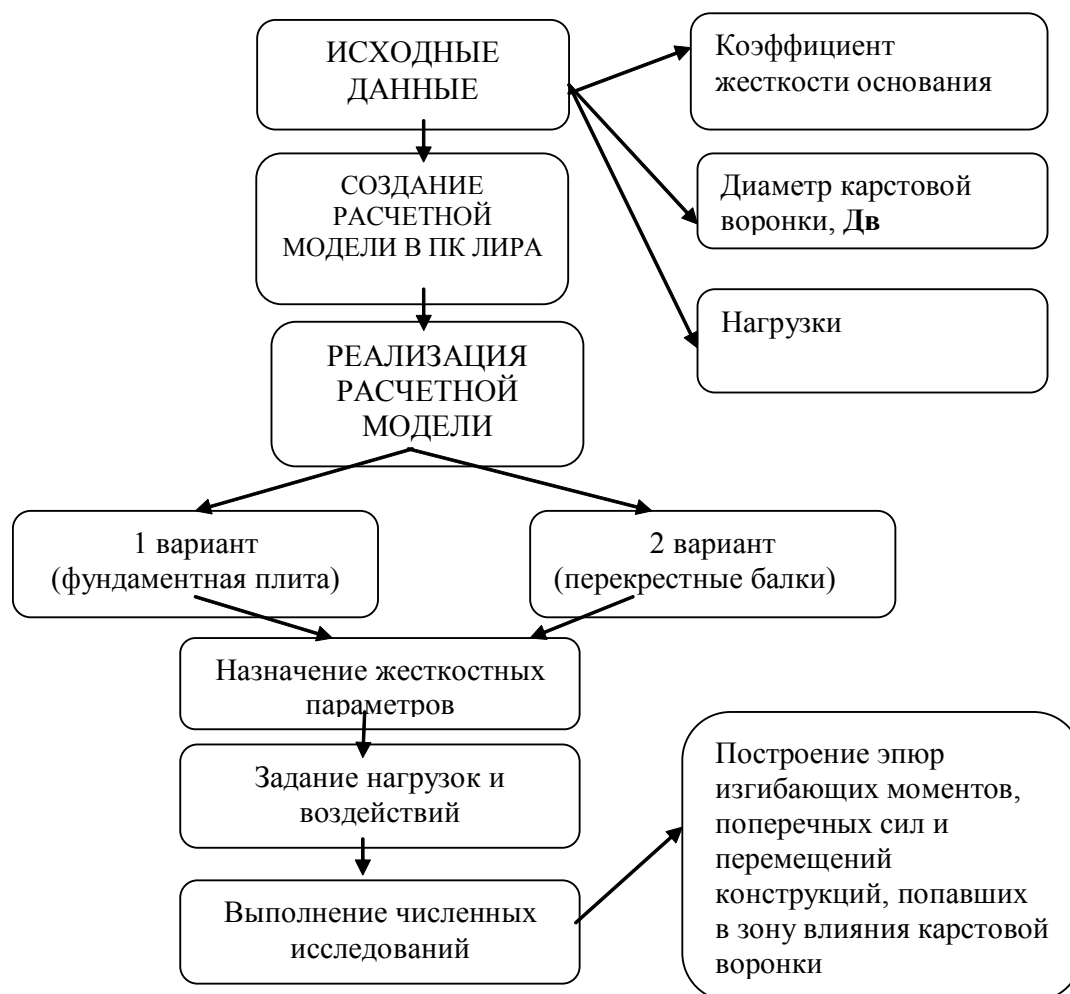 ИСХОДНЫЕ
ДАННЫЕ
Коэффициент
жесткости основания
Диаметр карстовой
воронки, Дв
Нагрузки
СОЗДАНИЕ
РАСЧЕТНОЙ
МОДЕЛИ В ПК ЛИРА
РЕАЛИЗАЦИЯ
РАСЧЕТНОЙ
МОДЕЛИ
1 вариант
(фундаментная плита)
2 вариант
(перекрестные балки)
Назначение жесткостных
параметров
Задание нагрузок и
воздействий
Выполнение численных
исследований
Построение эпюр
изгибающих моментов,
поперечных сил и
перемещений
конструкций, попавших
в зону влияния карстовой
воронки